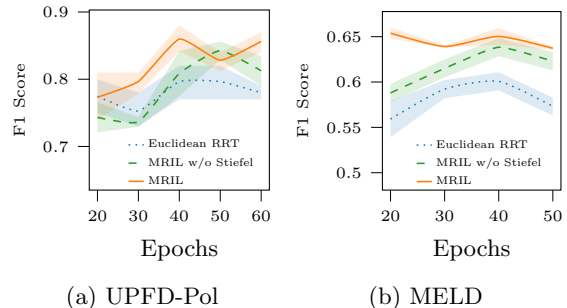 0.9
0.8
0.7
F1 Score
Euclidean RRT
MRIL w/o Stiefel
MRIL
20 30 40 50 60
Epochs
(a) UPFD-Pol
0.65
0.6
0.55
0.5
F1 Score
Euclidean RRT
MRIL w/o Stiefel
MRIL
20 30 40 50
Epochs
(b) MELD